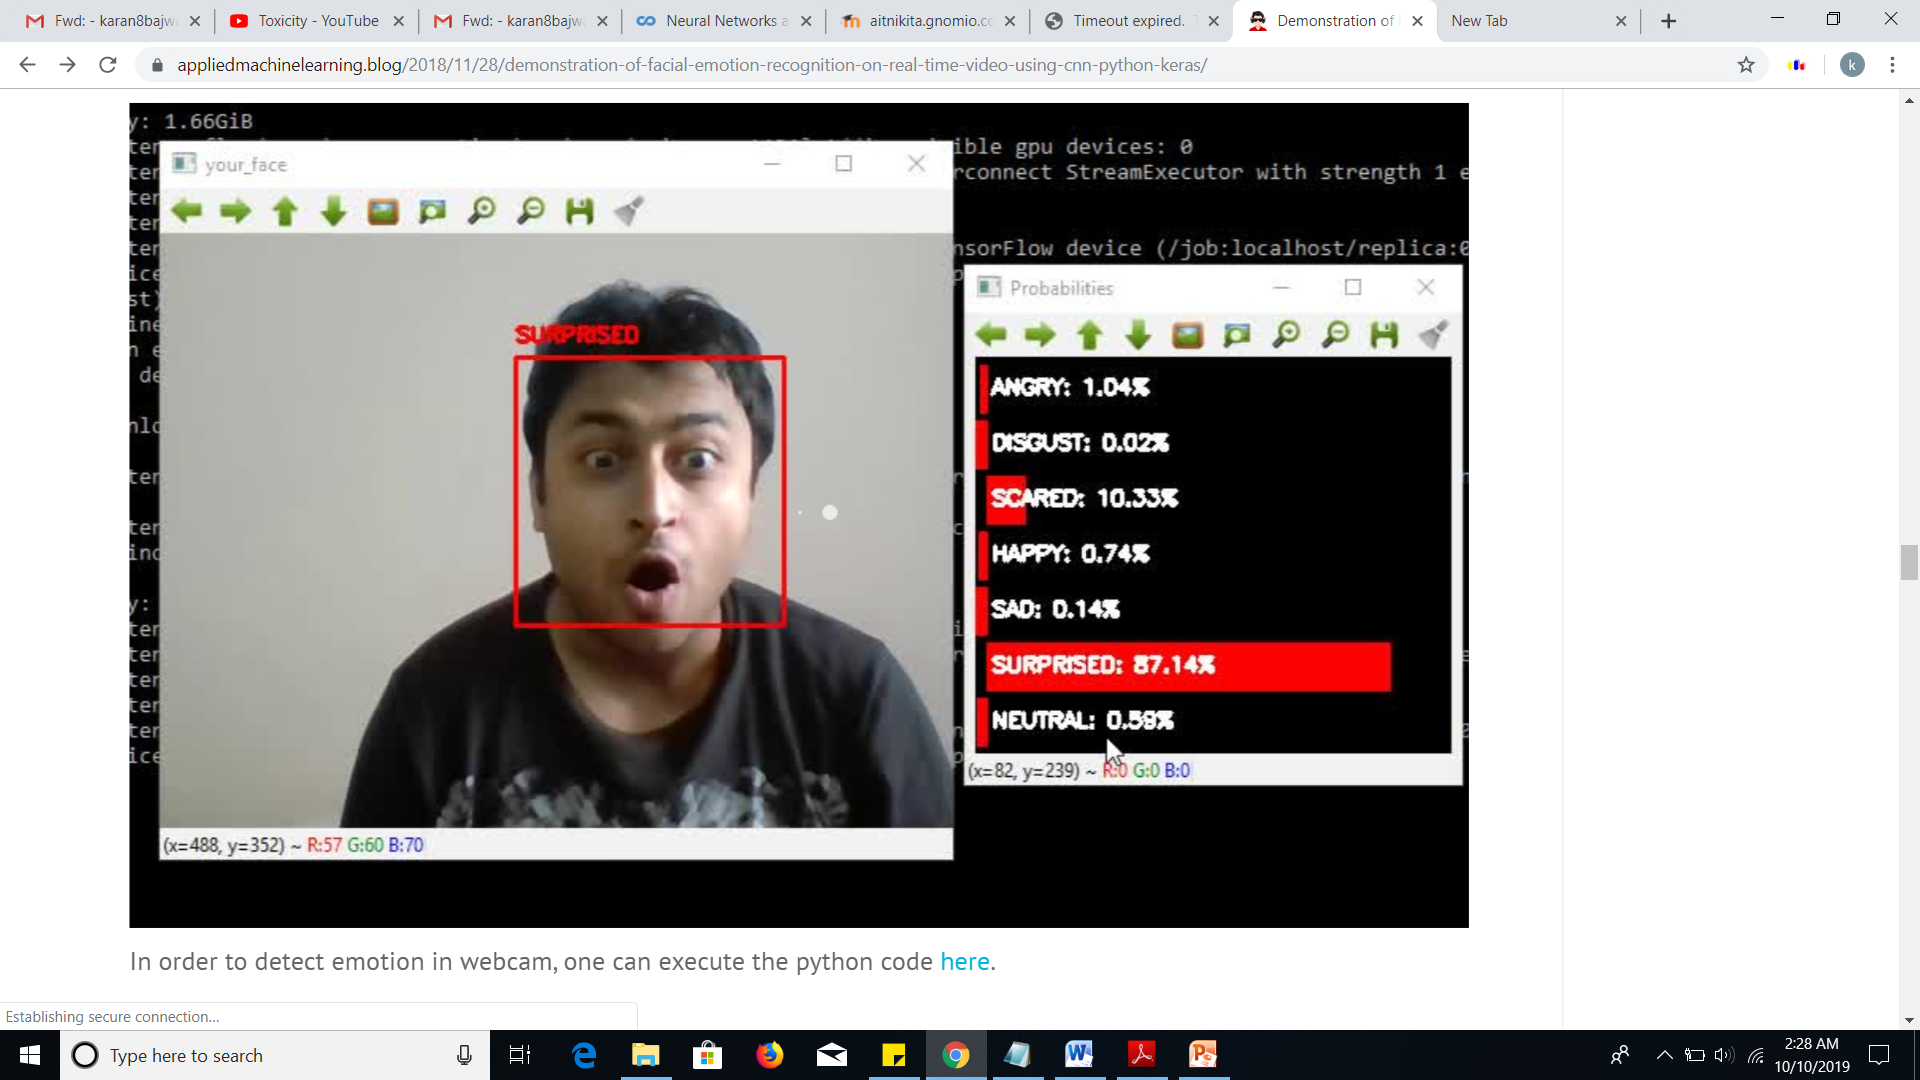 Fwd: - karan8bajw
Toxicity - YouTube
Fwd: - karan8bajw
Neural Networks a
aitnikita.gnomio.co
Timeout expired.
Demonstration of
New Tab
appliedmachinelearning.blog/2018/11/28/demonstration-of-facial-emotion-recognition-on-real-time-video-using-cnn-python-keras/
k
y: 1.66GiB
ible gpu devices: 0
rconnect StreamExecutor with strength 1 e
nsorFlow device (/job:localhost/replica:0
your_face
SURPRISED
(x=488, y=352) ~ R:57 G:60 B:70
Probabilities
ANGRY: 1.04%
DISGUST: 0.02%
SCARED: 10.33%
HAPPY: 0.74%
SAD: 0.14%
SURPRISED: 87.14%
NEUTRAL: 0.59%
(x=82, y=239) ~ R:0 G:0 B:0
In order to detect emotion in webcam, one can execute the python code here.
Establishing secure connection...
Type here to search
2:28 AM
10/10/2019